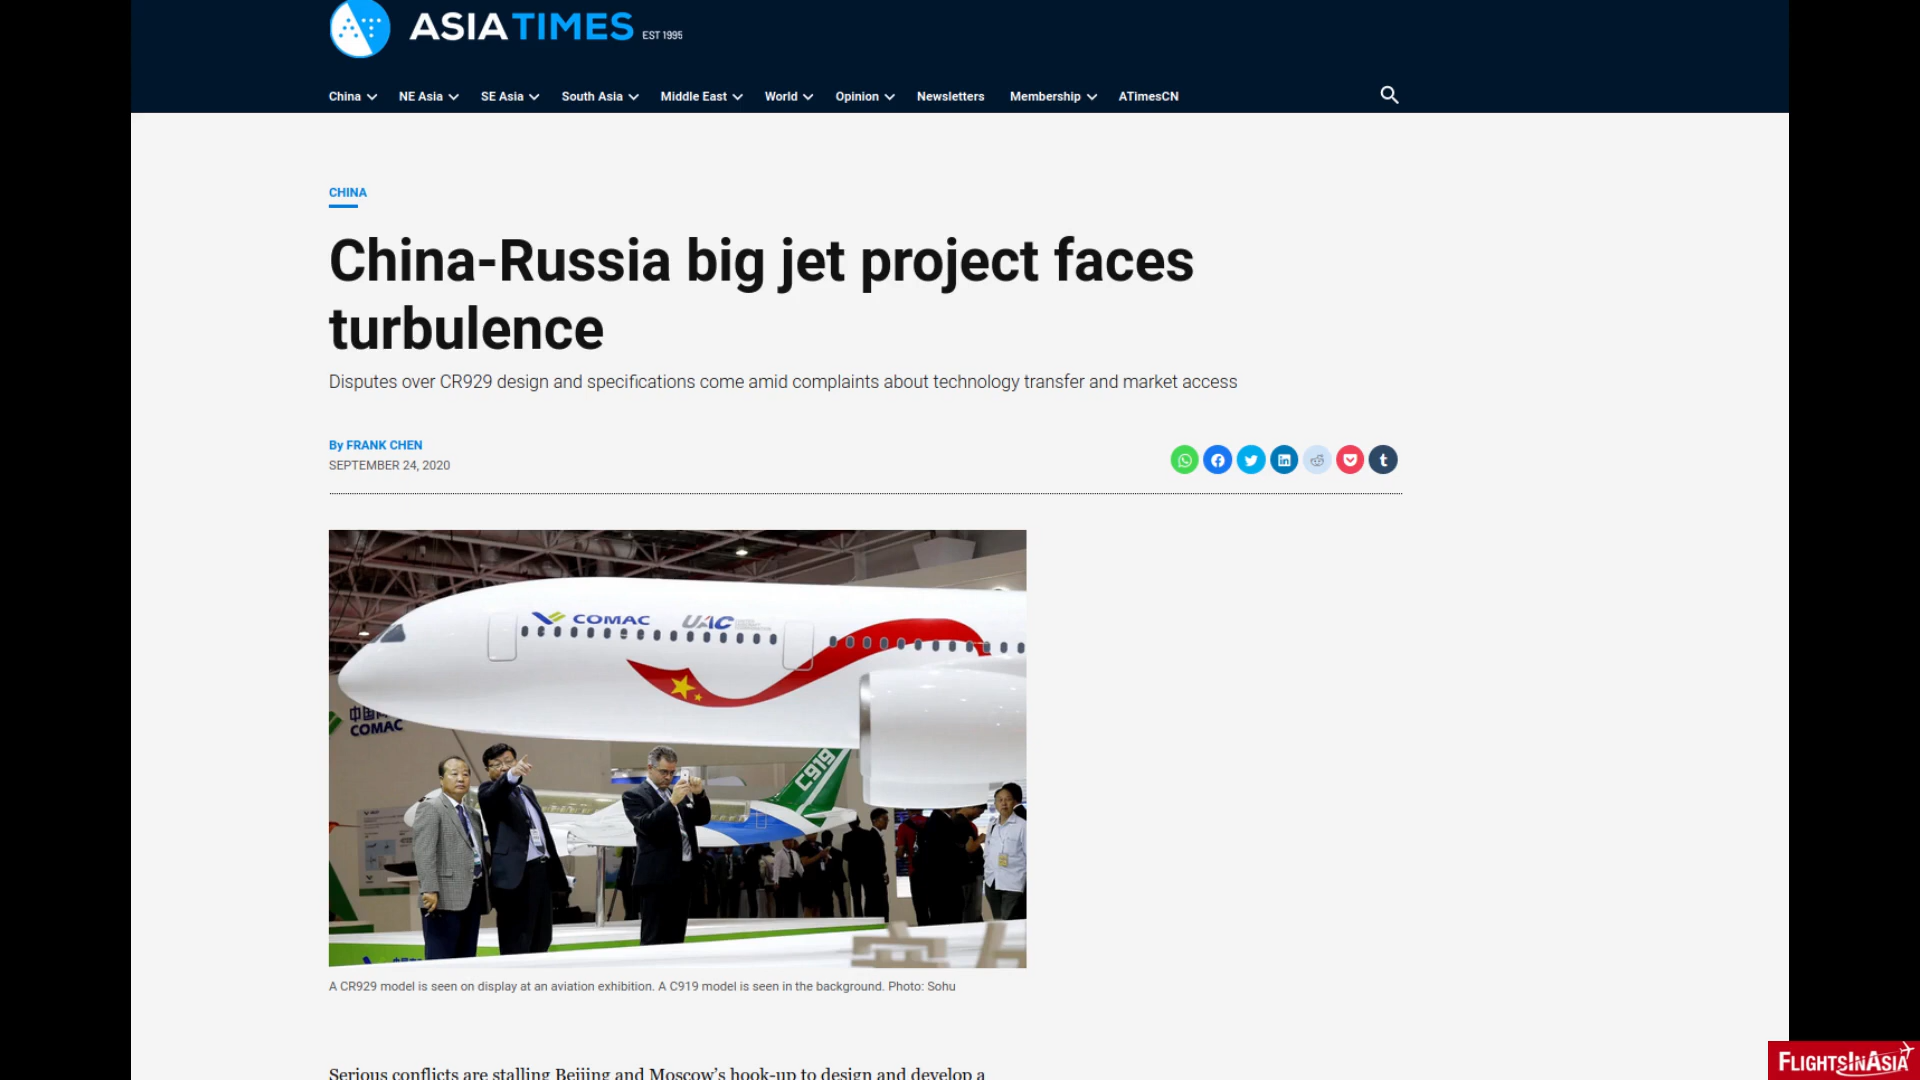 ASIA TIMES EST 1995
China NE Asia SE Asia South Asia Middle East World Opinion Newsletters Membership ATimesCN
CHINA
China-Russia big jet project faces
turbulence
Disputes over CR929 design and specifications come amid complaints about technology transfer and market access
By FRANK CHEN
SEPTEMBER 24, 2020
COMAC UAC
COMAC
C919
A CR929 model is seen on display at an aviation exhibition. A C919 model is seen in the background. Photo: Sohu
Serious conflicts are stalling Beijing and Moscow's hook-up to design and develop a
FLIGHTSINASIA